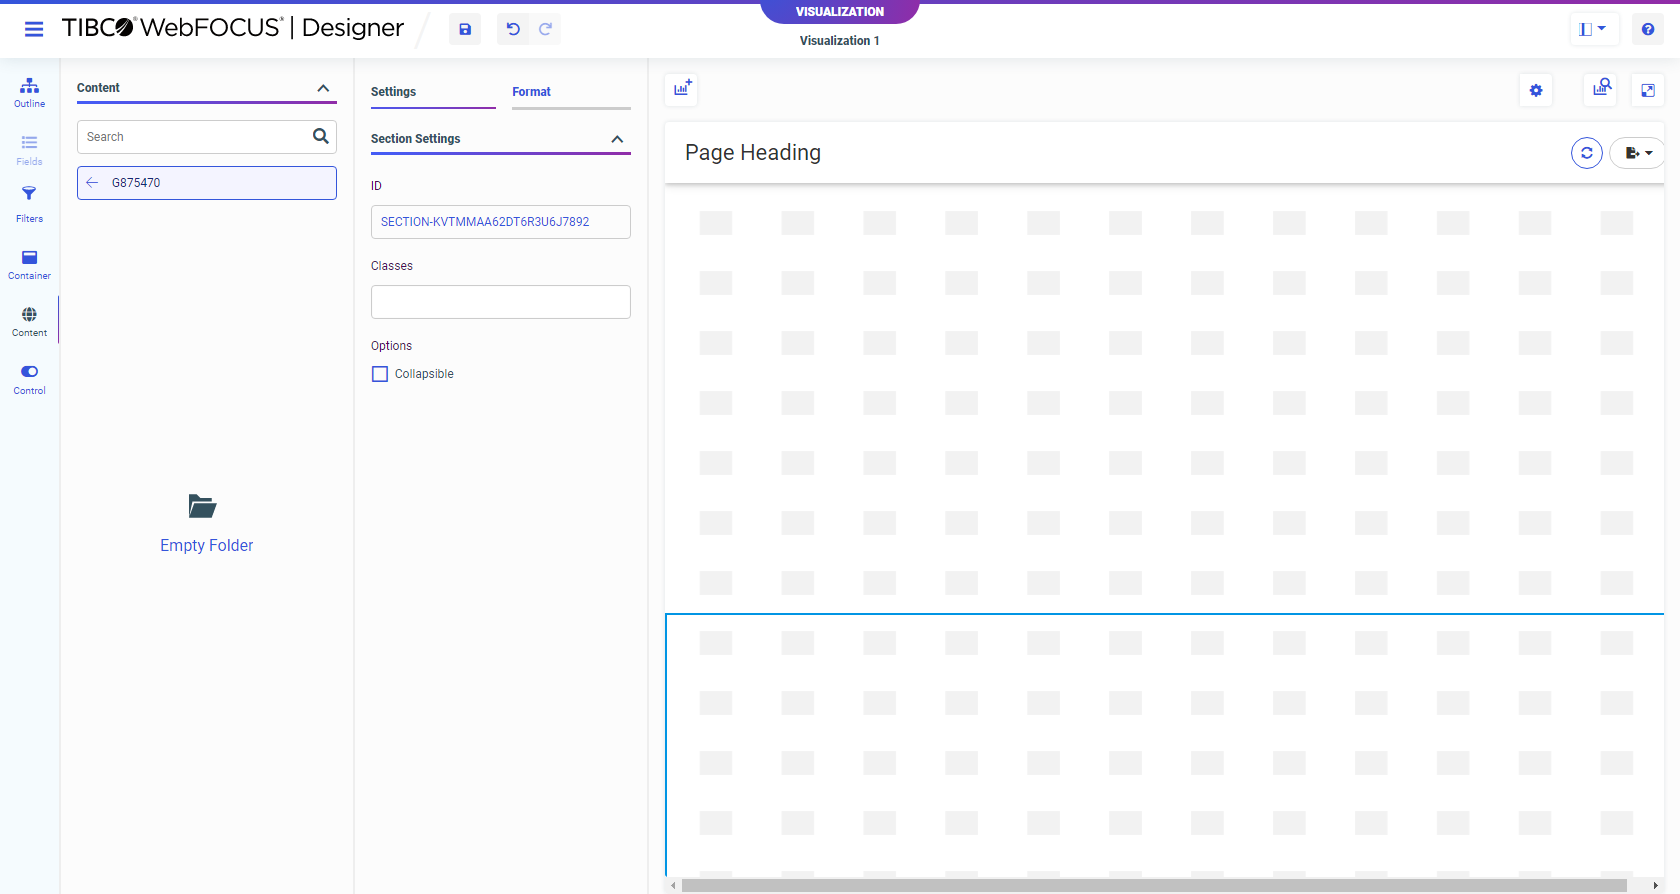 TIBCO® WebFOCUS® | Designer
VISUALIZATION
Visualization 1
Outline
Fields
Filters
Container
Content
Control
Content
Search
G875470
Empty Folder
Settings
Format
Section Settings
ID
SECTION-KVTMMAA62DT6R3U6J7892
Classes
Options
Collapsible
Page Heading